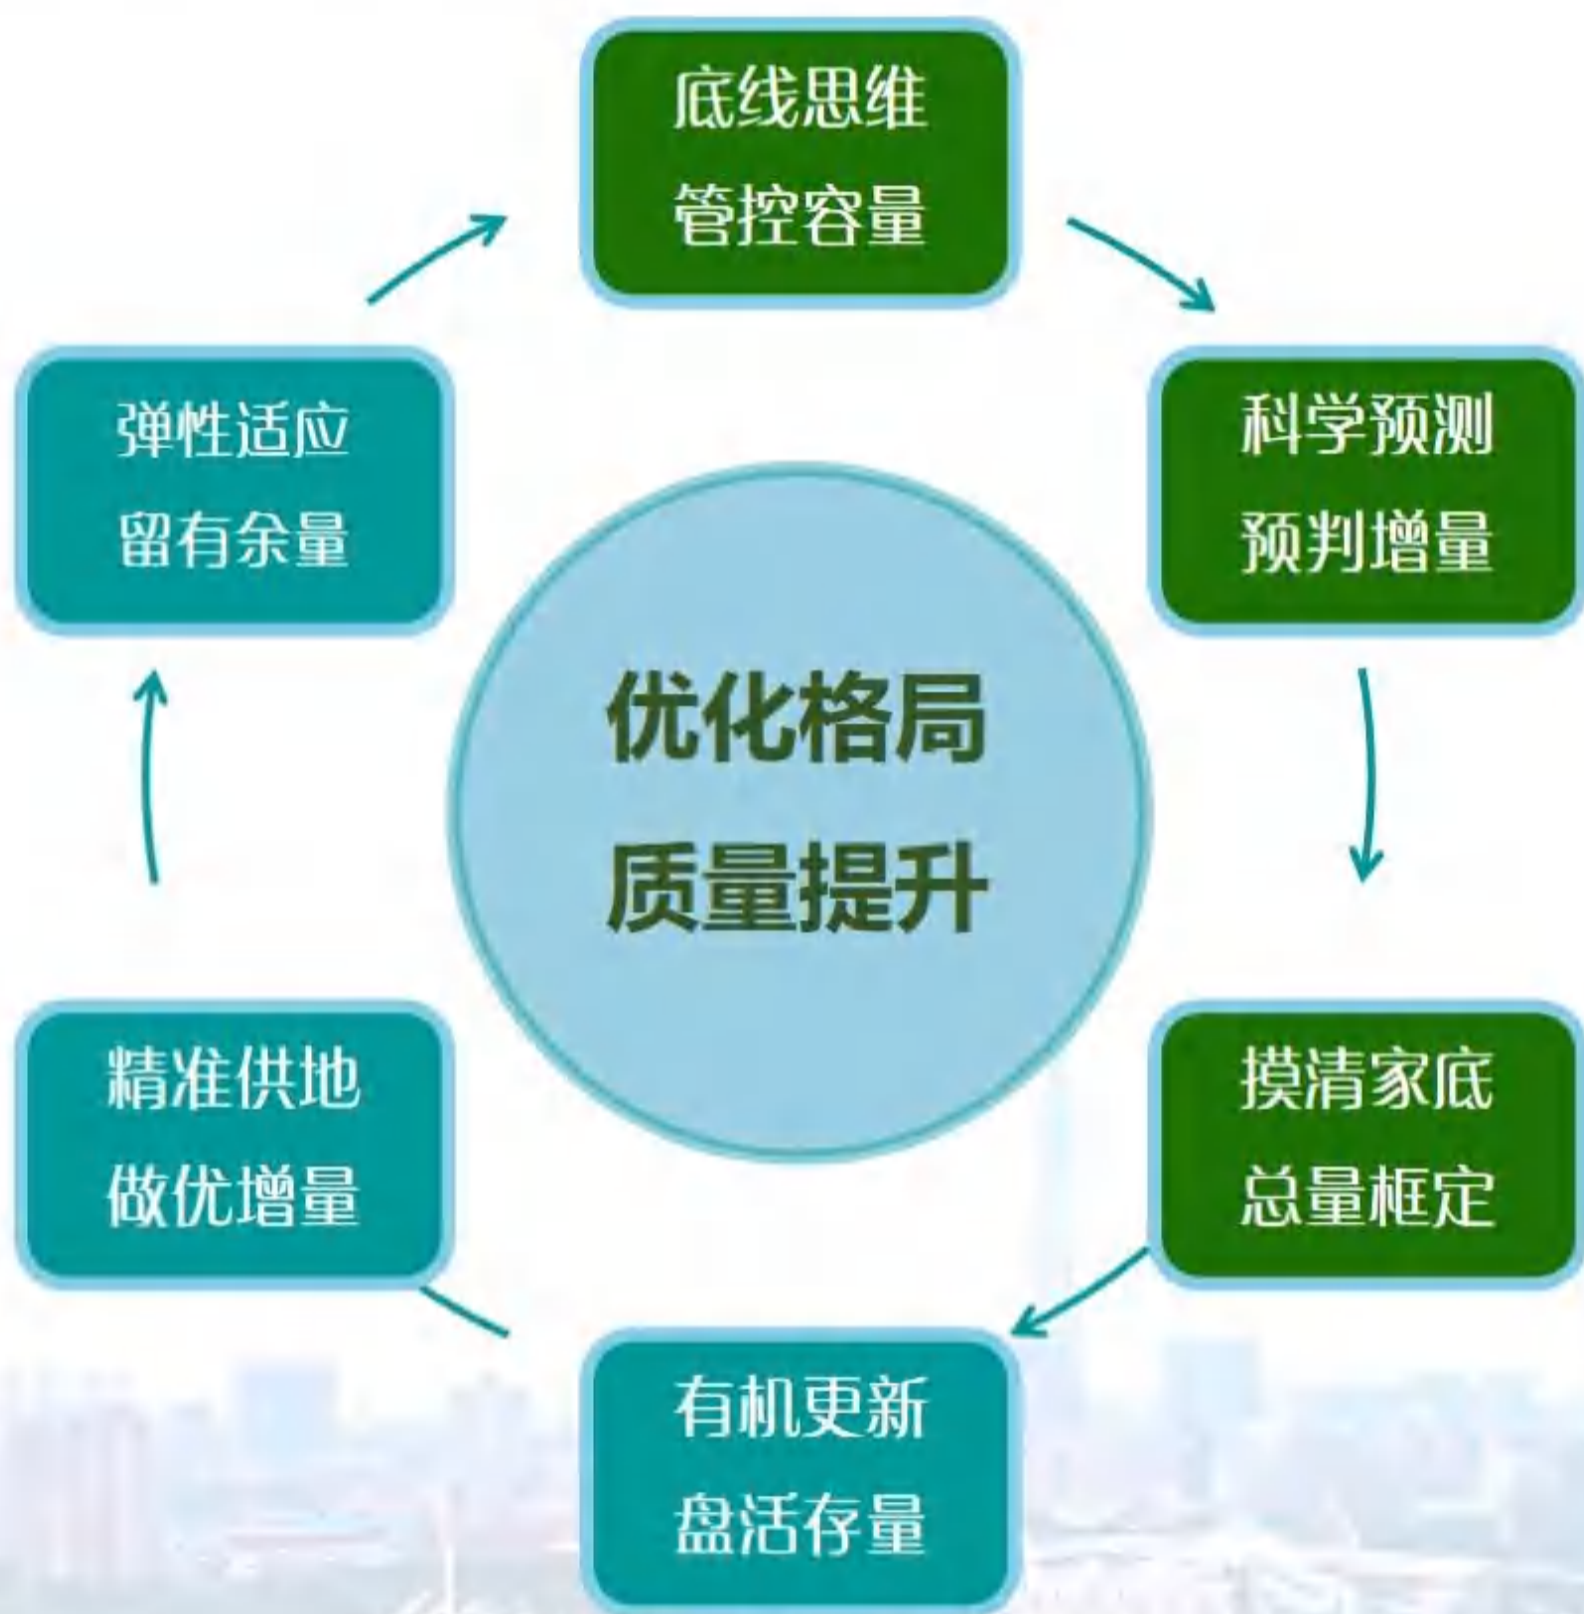 底线思维
管控容量
科学预测
预判增量
摸清家底
总量框定
有机更新
盘活存量
精准供地
做优增量
弹性适应
留有余量
优化格局
质量提升